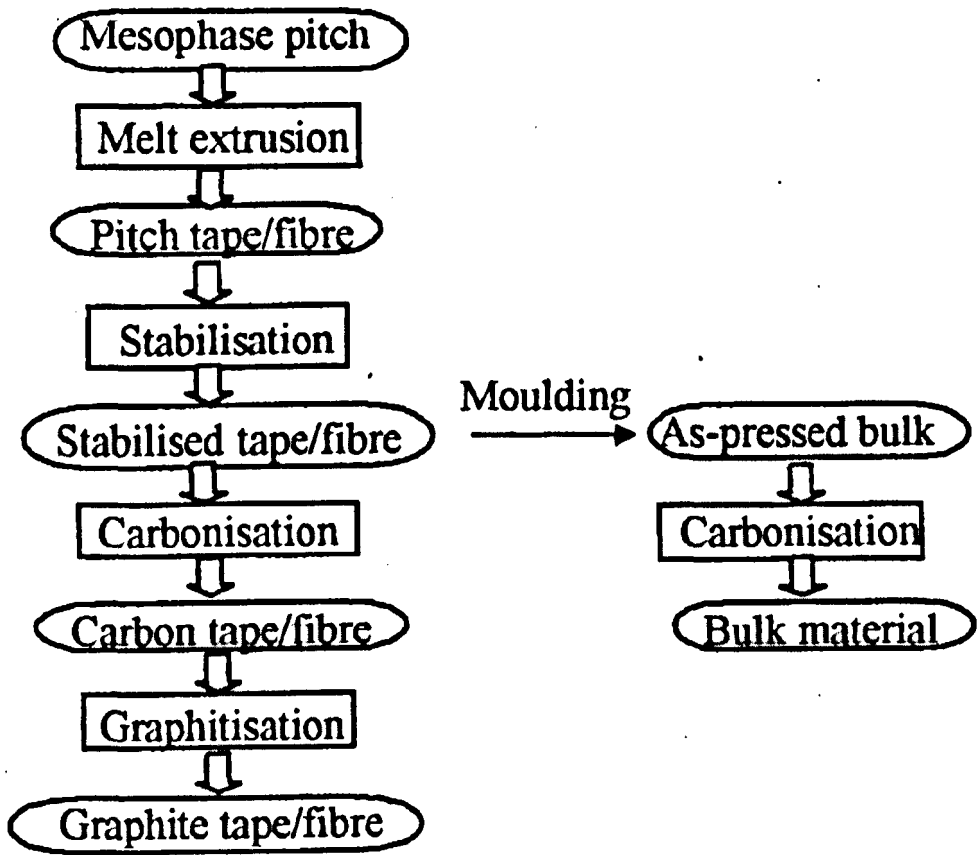 Mesophase pitch
Melt extrusion
Pitch tape/fibre
Stabilisation
Stabilised tape/fibre
Carbonisation
Carbon tape/fibre
Graphitisation
Graphite tape/fibre
Moulding
As-pressed bulk
Carbonisation
Bulk material